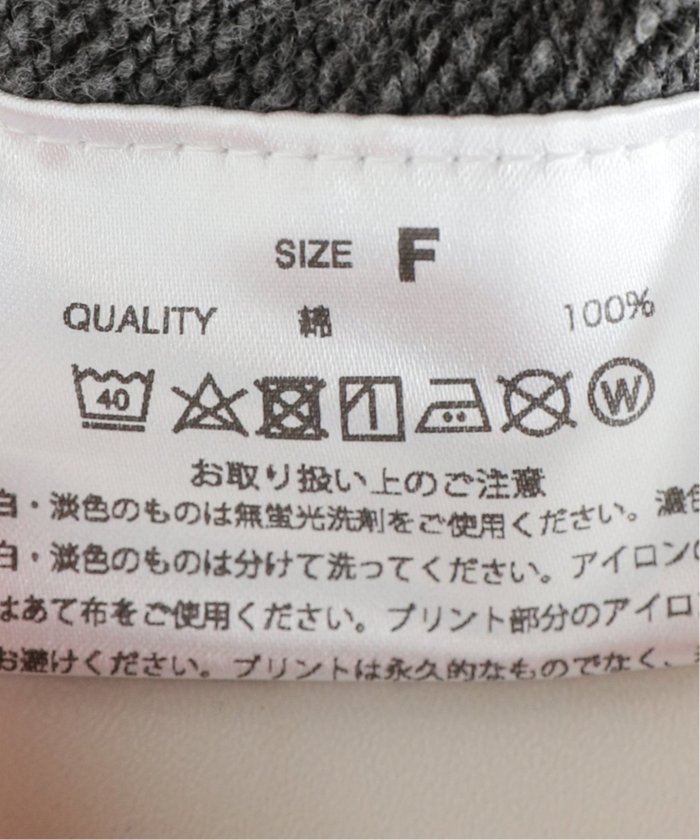 SIZE F
QUALITY 綿 100%
40 W
お取り扱い上のご注意
白・淡色のものは無蛍光洗剤をご使用ください。濃色
白・淡色のものは分けて洗ってください。アイロン
はあて布をご使用ください。プリント部分のアイロ
お避けください。プリントは永久的なものでなく、